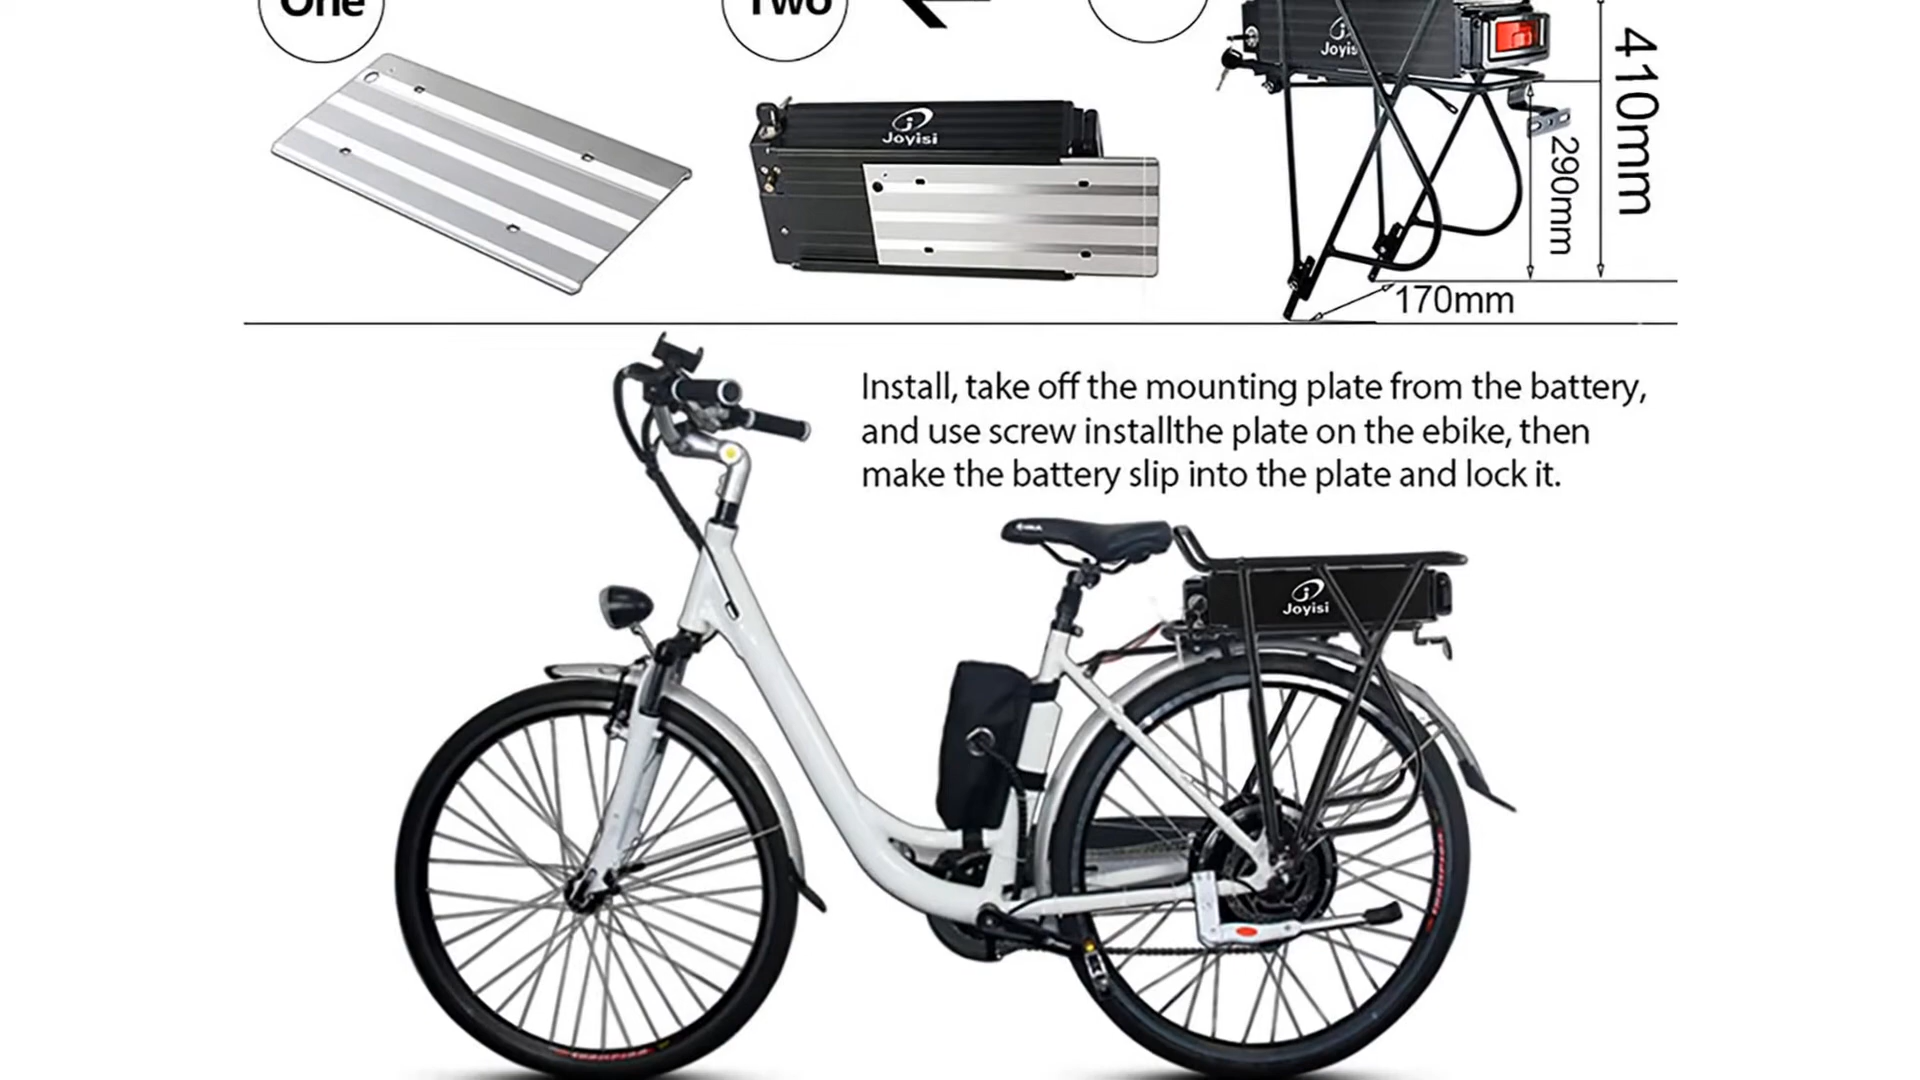 One
Two
Joyisi
Joyisi
410mm
290mm
170mm
Install, take off the mounting plate from the battery,
and use screw installthe plate on the ebike, then
make the battery slip into the plate and lock it.
Joyisi